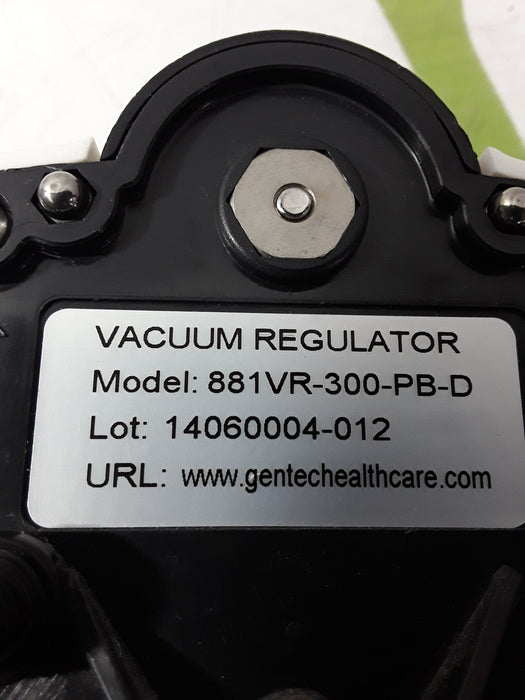 VACUUM REGULATOR
Model: 881VR-300-PB-D
Lot: 14060004-012
URL: www.gentechealthcare.com